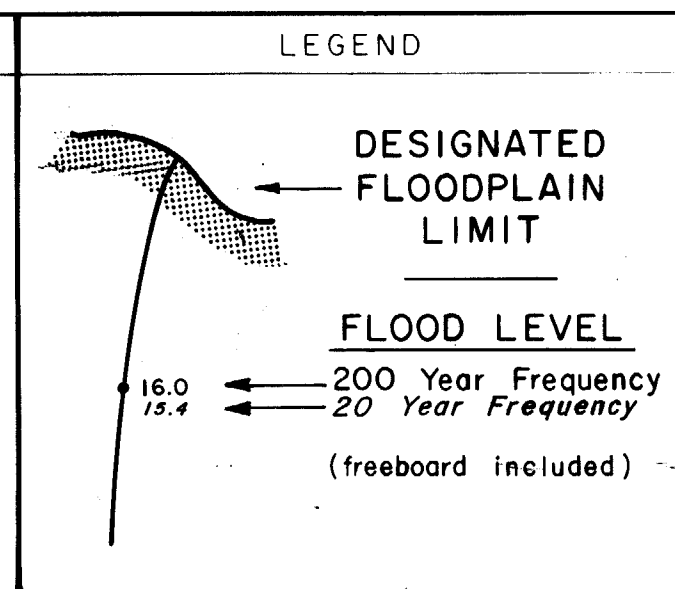 LEGEND
DESIGNATED
FLOODPLAIN
LIMIT
FLOOD LEVEL
16.0 200 Year Frequency
15.4 20 Year Frequency
(freeboard included)